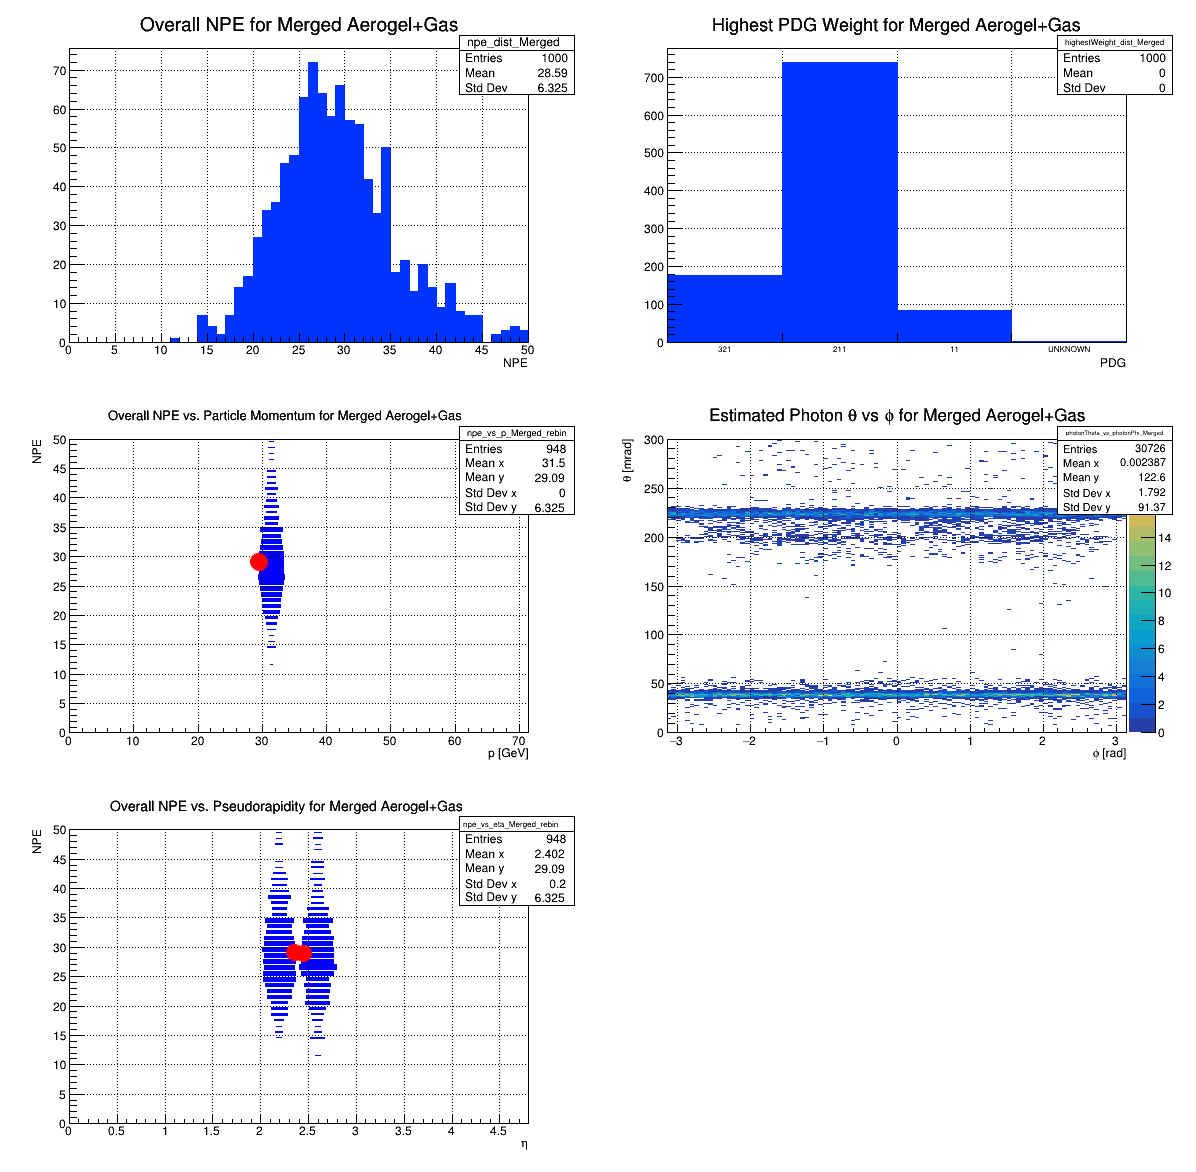 Overall NPE for Merged Aerogel+Gas
npe_dist_Merged
Entries 1000
Mean 28.59
Std Dev 6.325
70
60
50
40
30
20
10
0
0 5 10 15 20 25 30 35 40 45 50
NPE
Highest PDG Weight for Merged Aerogel+Gas
highestWeight_dist_Merged
Entries 1000
Mean 0
Std Dev 0
700
600
500
400
300
200
100
0
321 211 11 UNKNOWN
PDG
Overall NPE vs. Particle Momentum for Merged Aerogel+Gas
npe_vs_p_Merged_rebin
Entries 948
Mean x 31.5
Mean y 29.09
Std Dev x 0
Std Dev y 6.325
NPE
50
45
40
35
30
25
20
15
10
5
0
0 10 20 30 40 50 60 70
p [GeV]
Estimated Photon θ vs ϕ for Merged Aerogel+Gas
photonTheta_vs_photonPhi_Merged
Entries 30726
Mean x 0.002387
Mean y 122.6
Std Dev x 1.792
Std Dev y 91.37
θ [mrad]
300
250
200
150
100
50
0
−3 −2 −1 0 1 2 3
ϕ [rad]
14
12
10
8
6
4
2
0
Overall NPE vs. Pseudorapidity for Merged Aerogel+Gas
npe_vs_eta_Merged_rebin
Entries 948
Mean x 2.402
Mean y 29.09
Std Dev x 0.2
Std Dev y 6.325
NPE
50
45
40
35
30
25
20
15
10
5
0
0 0.5 1 1.5 2 2.5 3 3.5 4 4.5
η